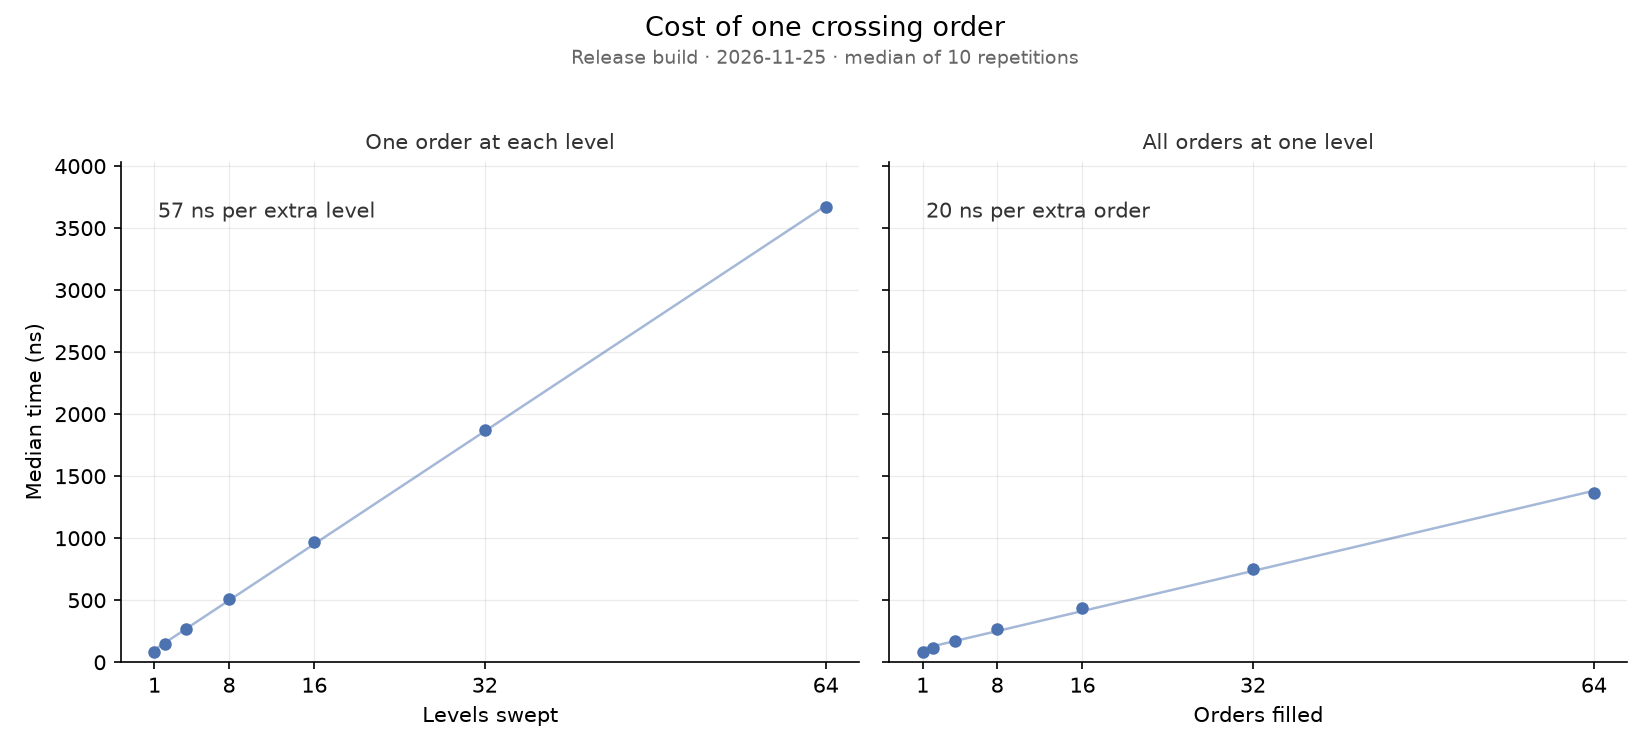 Cost of one crossing order
Release build · 2026-11-25 · median of 10 repetitions
One order at each level
All orders at one level
57 ns per extra level
20 ns per extra order
Median time (ns)
4000
3500
3000
2500
2000
1500
1000
500
0
1 8 16 32 64
1 8 16 32 64
Levels swept
Orders filled